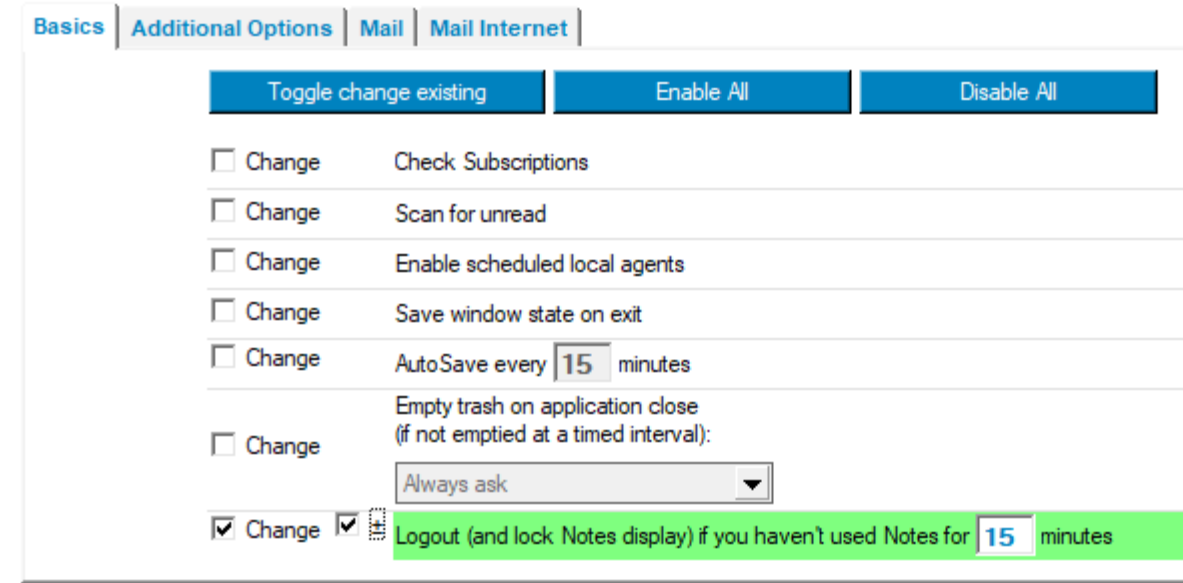 Basics Additional Options Mail Mail Internet
Toggle change existing Enable All Disable All
Change Check Subscriptions
Change Scan for unread
Change Enable scheduled local agents
Change Save window state on exit
Change AutoSave every 15 minutes
Empty trash on application close
(if not emptied at a timed interval):
Change
Always ask
Change Logout (and lock Notes display) if you haven't used Notes for 15 minutes